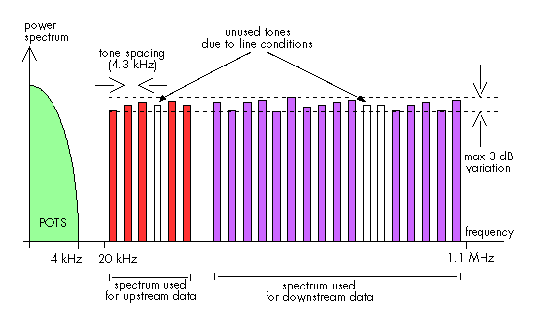 power
spectrum
unused tones
due to line conditions
tone spacing
(4.3 kHz)
max 3 dB
variation
POTS
frequency
4 kHz
20 kHz
1.1 MHz
spectrum used
for upstream data
spectrum used
for downstream data